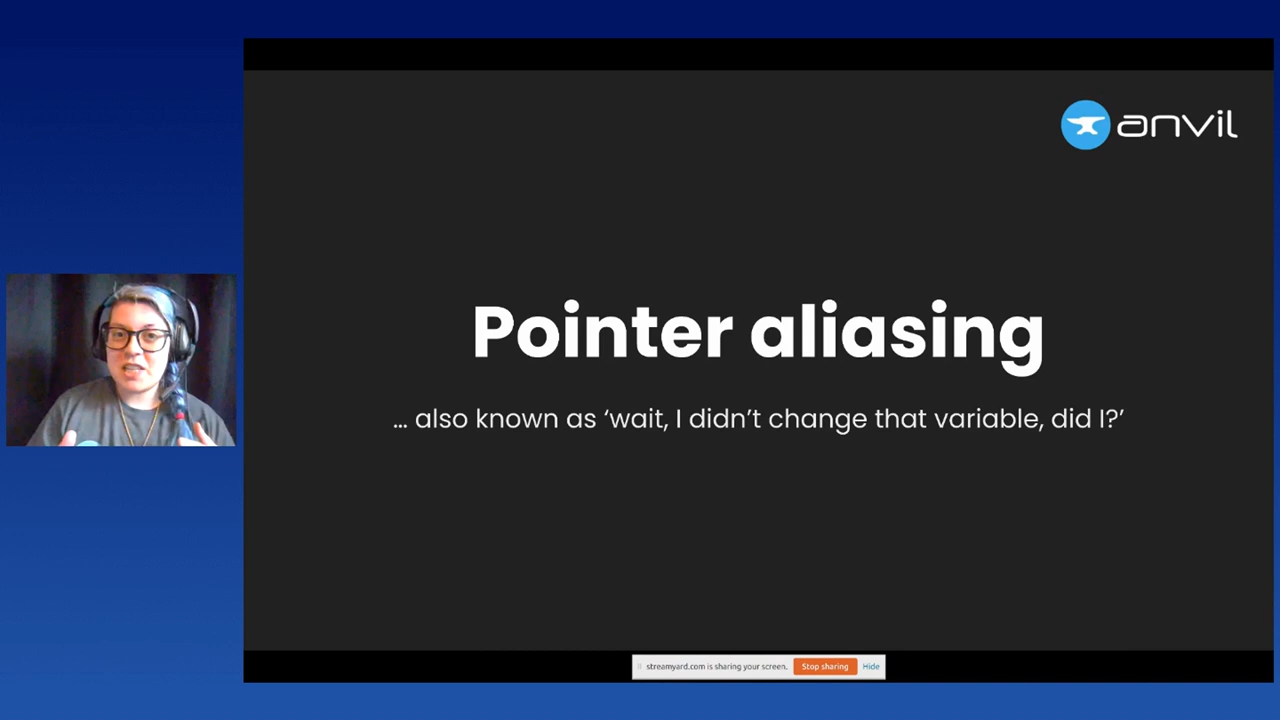 anvil
Pointer aliasing
... also known as ‘wait, I didn’t change that variable, did I?’
streamyard.com is sharing your screen. Stop sharing Hide